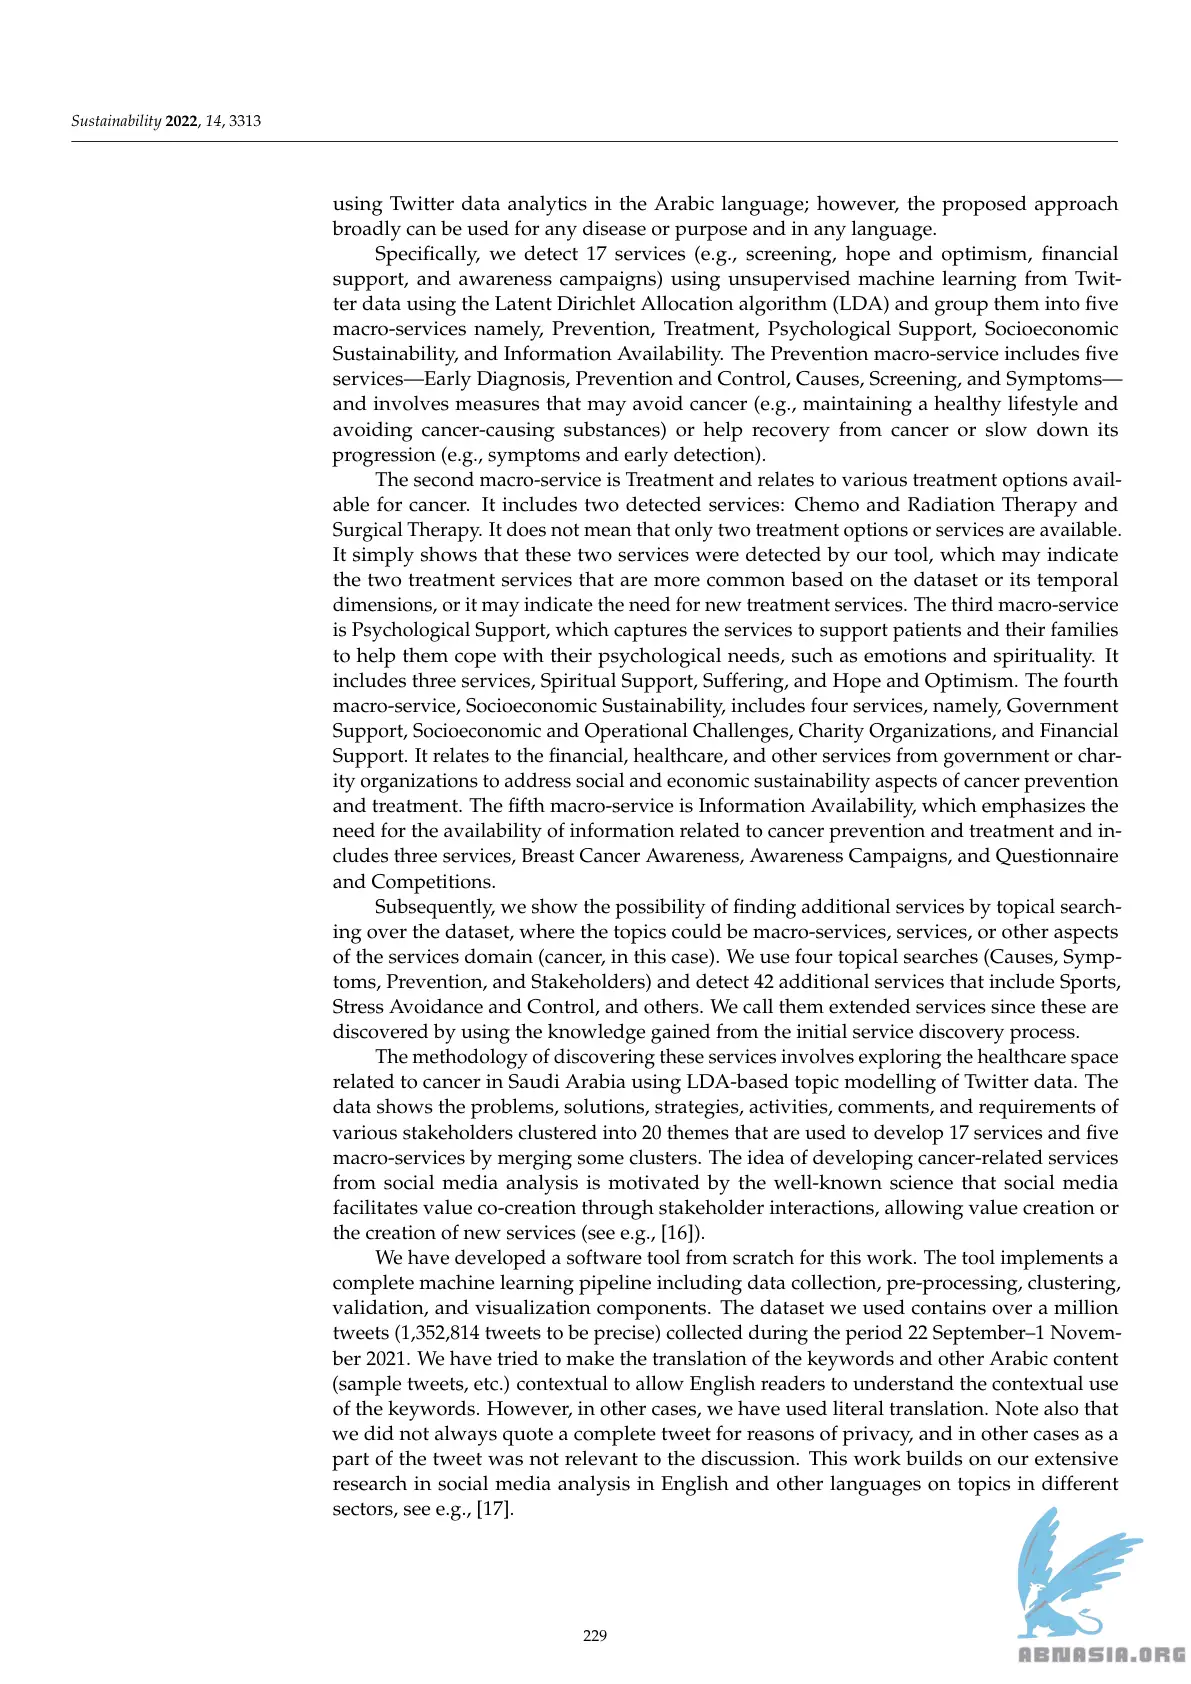 Sustainability 2022, 14, 3313
using Twitter data analytics in the Arabic language; however, the proposed approach
broadly can be used for any disease or purpose and in any language.
Specifically, we detect 17 services (e.g., screening, hope and optimism, financial
support, and awareness campaigns) using unsupervised machine learning from Twit-
ter data using the Latent Dirichlet Allocation algorithm (LDA) and group them into five
macro-services namely, Prevention, Treatment, Psychological Support, Socioeconomic
Sustainability, and Information Availability. The Prevention macro-service includes five
services—Early Diagnosis, Prevention and Control, Causes, Screening, and Symptoms—
and involves measures that may avoid cancer (e.g., maintaining a healthy lifestyle and
avoiding cancer-causing substances) or help recovery from cancer or slow down its
progression (e.g., symptoms and early detection).
The second macro-service is Treatment and relates to various treatment options avail-
able for cancer. It includes two detected services: Chemo and Radiation Therapy and
Surgical Therapy. It does not mean that only two treatment options or services are available.
It simply shows that these two services were detected by our tool, which may indicate
the two treatment services that are more common based on the dataset or its temporal
dimensions, or it may indicate the need for new treatment services. The third macro-service
is Psychological Support, which captures the services to support patients and their families
to help them cope with their psychological needs, such as emotions and spirituality. It
includes three services, Spiritual Support, Suffering, and Hope and Optimism. The fourth
macro-service, Socioeconomic Sustainability, includes four services, namely, Government
Support, Socioeconomic and Operational Challenges, Charity Organizations, and Financial
Support. It relates to the financial, healthcare, and other services from government or char-
ity organizations to address social and economic sustainability aspects of cancer prevention
and treatment. The fifth macro-service is Information Availability, which emphasizes the
need for the availability of information related to cancer prevention and treatment and in-
cludes three services, Breast Cancer Awareness, Awareness Campaigns, and Questionnaire
and Competitions.
Subsequently, we show the possibility of finding additional services by topical search-
ing over the dataset, where the topics could be macro-services, services, or other aspects
of the services domain (cancer, in this case). We use four topical searches (Causes, Symp-
toms, Prevention, and Stakeholders) and detect 42 additional services that include Sports,
Stress Avoidance and Control, and others. We call them extended services since these are
discovered by using the knowledge gained from the initial service discovery process.
The methodology of discovering these services involves exploring the healthcare space
related to cancer in Saudi Arabia using LDA-based topic modelling of Twitter data. The
data shows the problems, solutions, strategies, activities, comments, and requirements of
various stakeholders clustered into 20 themes that are used to develop 17 services and five
macro-services by merging some clusters. The idea of developing cancer-related services
from social media analysis is motivated by the well-known science that social media
facilitates value co-creation through stakeholder interactions, allowing value creation or
the creation of new services (see e.g., [16]).
We have developed a software tool from scratch for this work. The tool implements a
complete machine learning pipeline including data collection, pre-processing, clustering,
validation, and visualization components. The dataset we used contains over a million
tweets (1,352,814 tweets to be precise) collected during the period 22 September–1 Novem-
ber 2021. We have tried to make the translation of the keywords and other Arabic content
(sample tweets, etc.) contextual to allow English readers to understand the contextual use
of the keywords. However, in other cases, we have used literal translation. Note also that
we did not always quote a complete tweet for reasons of privacy, and in other cases as a
part of the tweet was not relevant to the discussion. This work builds on our extensive
research in social media analysis in English and other languages on topics in different
sectors, see e.g., [17].
229
ABNASIA.ORG